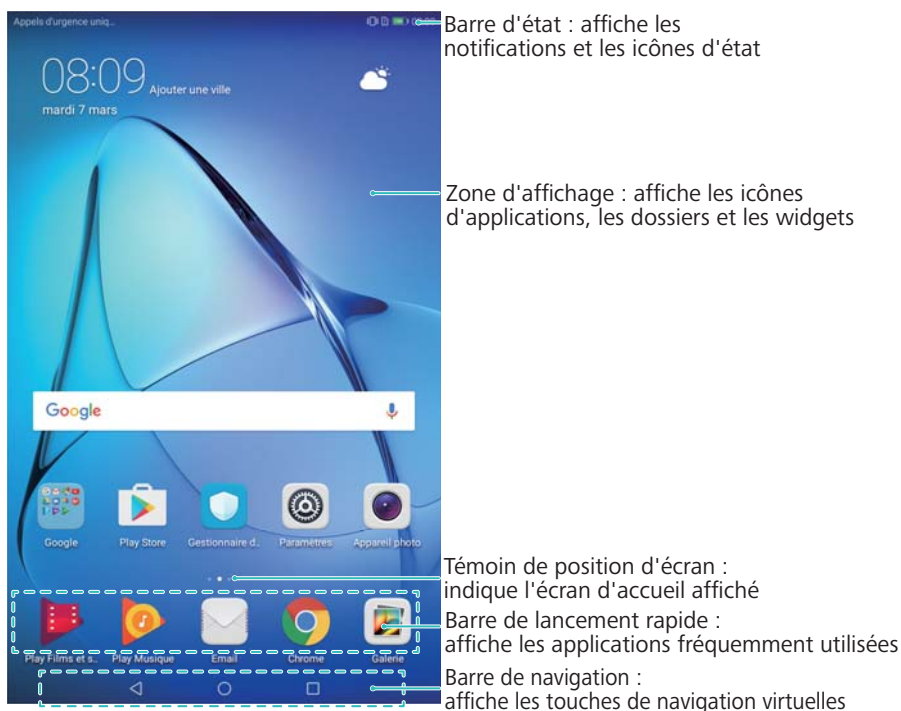 Appels d'urgence uniq...
08:09
Barre d'état : affiche les
notifications et les icônes d'état
08:09 Ajouter une ville
mardi 7 mars
Zone d'affichage : affiche les icônes
d'applications, les dossiers et les widgets
Google
Google
Play Store
Gestionnaire d..
Paramètres
Appareil photo
Témoin de position d'écran :
indique l'écran d'accueil affiché
Barre de lancement rapide :
affiche les applications fréquemment utilisées
Play Films et s..
Play Musique
Email
Chrome
Galerie
Barre de navigation :
affiche les touches de navigation virtuelles